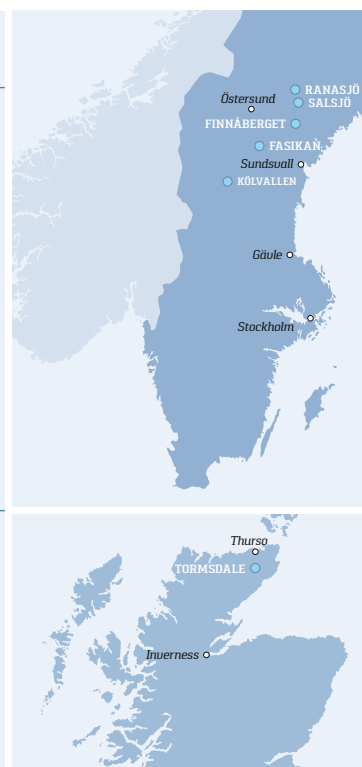 RANASJÖ
Östersund
SALSJÖ
FINNÅBERGET
FASIKAN
Sundsvall
KÖLVALLEN
Gävle
Stockholm
Thurso
TORMSDALE
Inverness